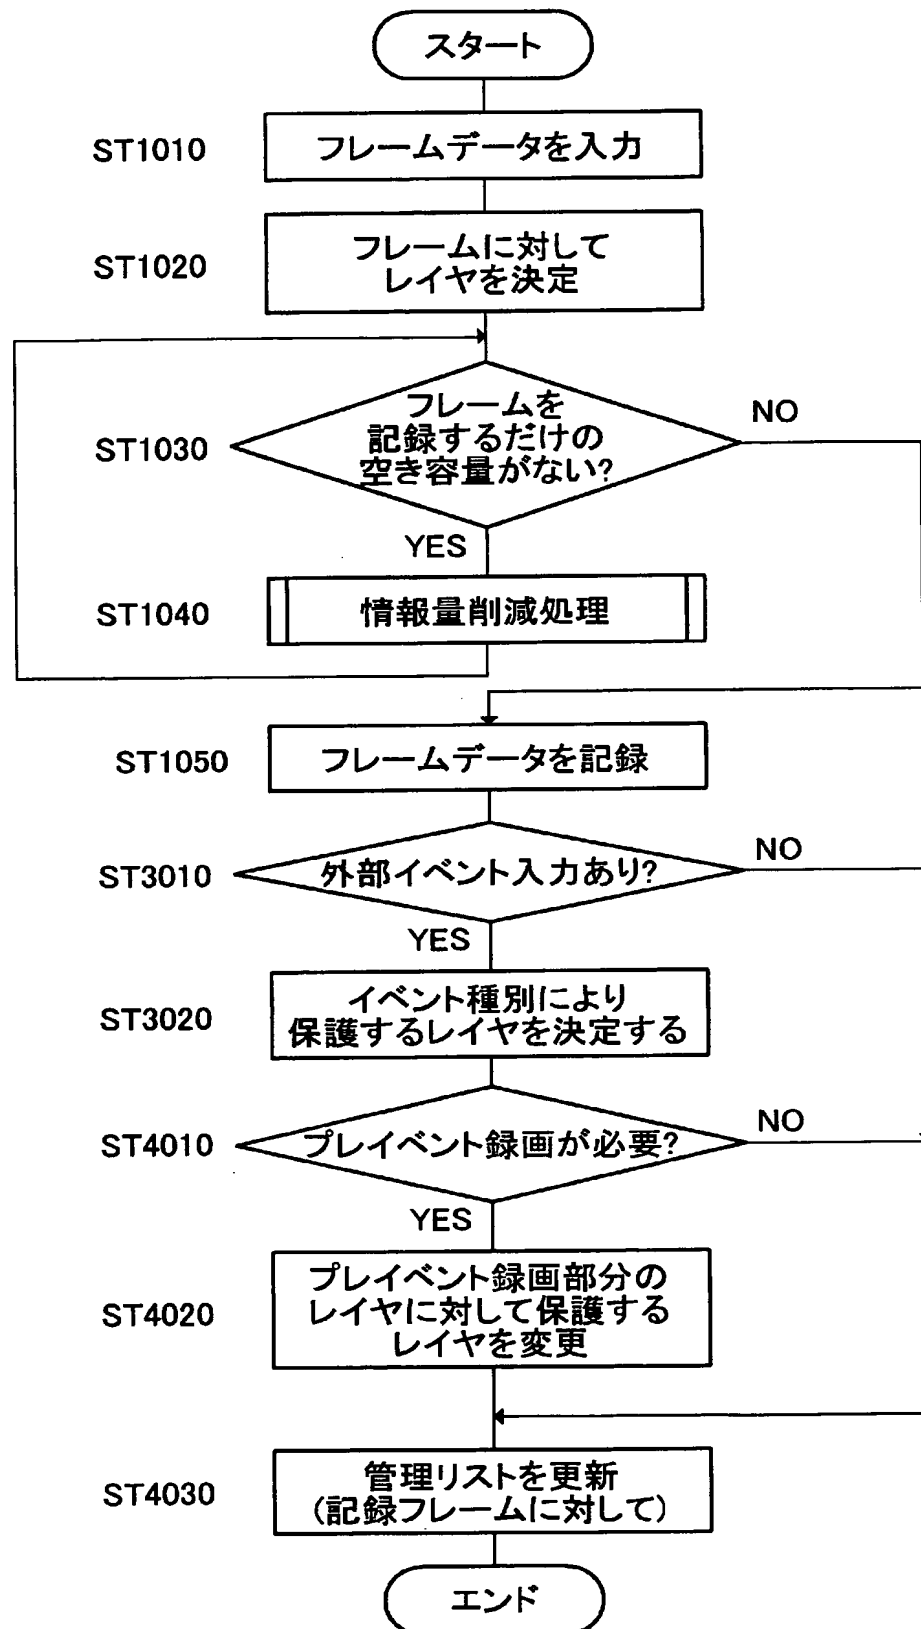 スタート
ST1010
フレームデータを入力
ST1020
フレームに対して
レイヤを決定
ST1030
フレームを
記録するだけの
空き容量がない?
NO
YES
ST1040
情報量削減処理
ST1050
フレームデータを記録
ST3010
外部イベント入力あり?
NO
YES
ST3020
イベント種別により
保護するレイヤを決定する
ST4010
プレイベント録画が必要?
NO
YES
ST4020
プレイベント録画部分の
レイヤに対して保護する
レイヤを変更
ST4030
管理リストを更新
(記録フレームに対して)
エンド